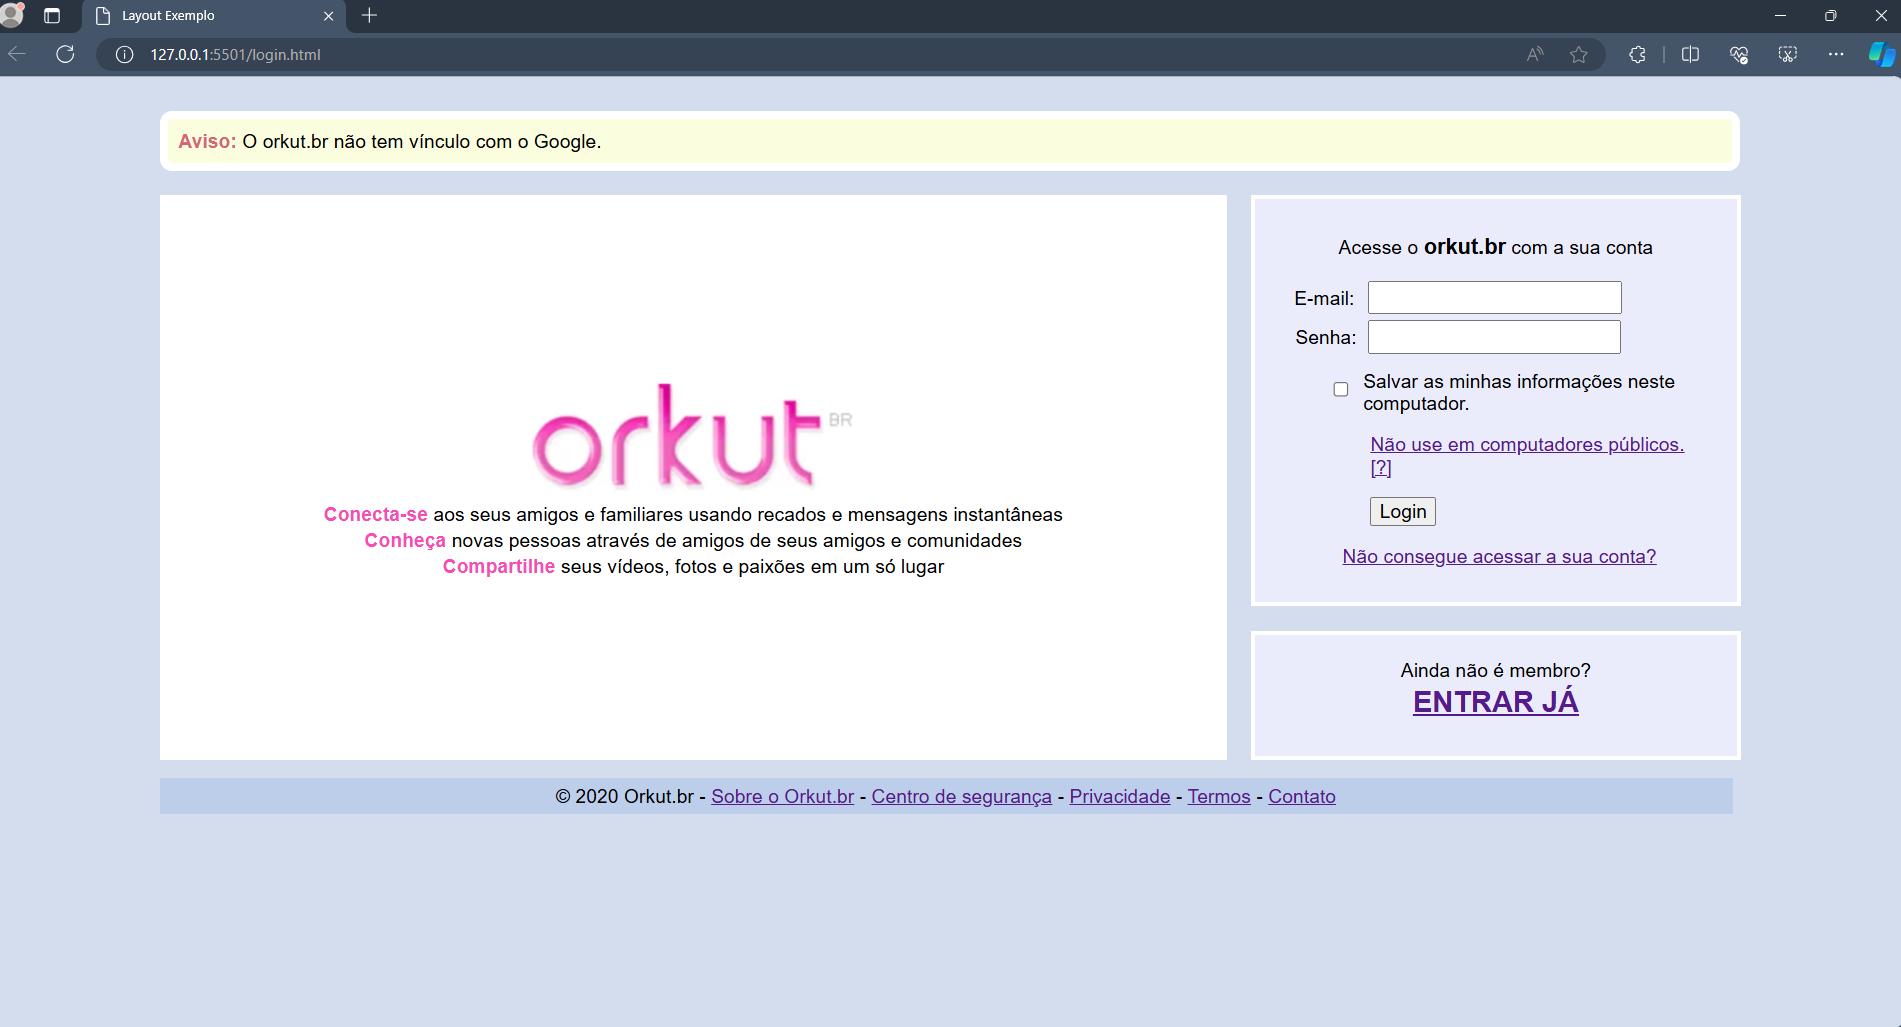 Layout Exemplo
127.0.0.1:5501/login.html
Aviso: O orkut.br não tem vínculo com o Google.
orkut BR
Conecta-se aos seus amigos e familiares usando recados e mensagens instantâneas
Conheça novas pessoas através de amigos de seus amigos e comunidades
Compartilhe seus vídeos, fotos e paixões em um só lugar
Acesse o orkut.br com a sua conta
E-mail:
Senha:
Salvar as minhas informações neste
computador.
Não use em computadores públicos.
[?]
Login
Não consegue acessar a sua conta?
Ainda não é membro?
ENTRAR JÁ
© 2020 Orkut.br - Sobre o Orkut.br - Centro de segurança - Privacidade - Termos - Contato